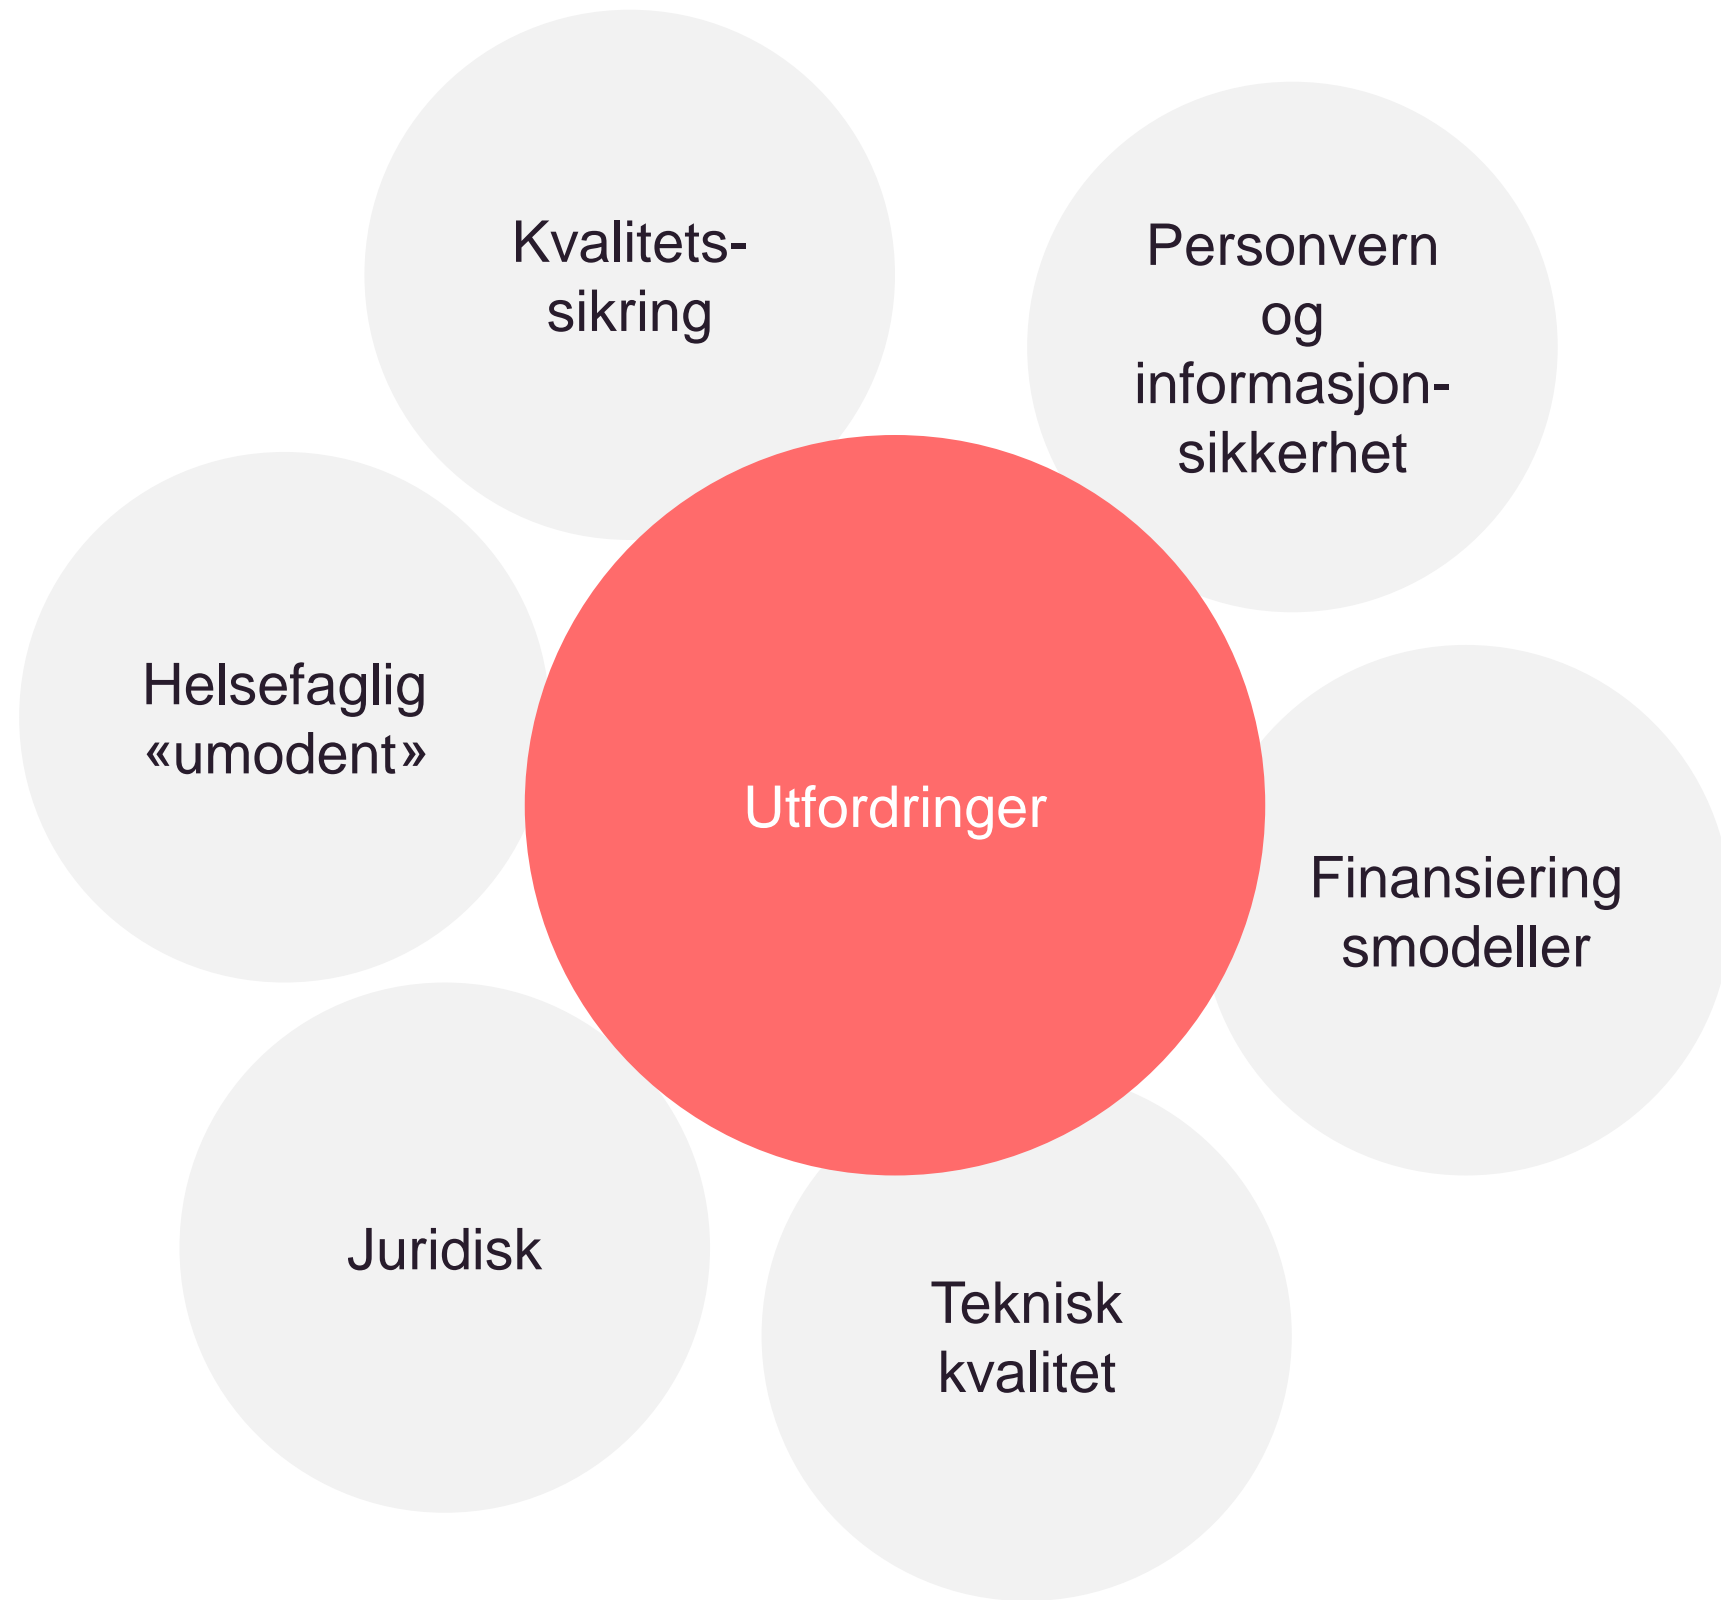 Kvalitets-
sikring
Personvern
og
informasjon-
sikkerhet
Helsefaglig
«umodent»
Utfordringer
Finansiering
smodeller
Juridisk
Teknisk
kvalitet